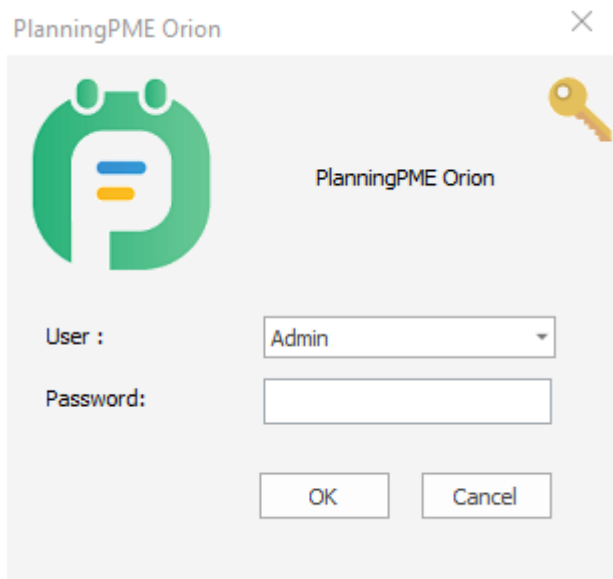 PlanningPME Orion
PlanningPME Orion
User :
Admin
Password:
OK
Cancel